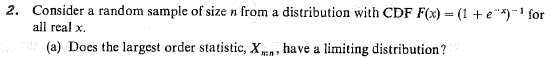 2. Consider a random sample of size n from a distribution with CDF F(x) = (1 + e⁻ˣ)⁻¹ for
all real x.
(a) Does the largest order statistic, Xₙ:ₙ, have a limiting distribution?